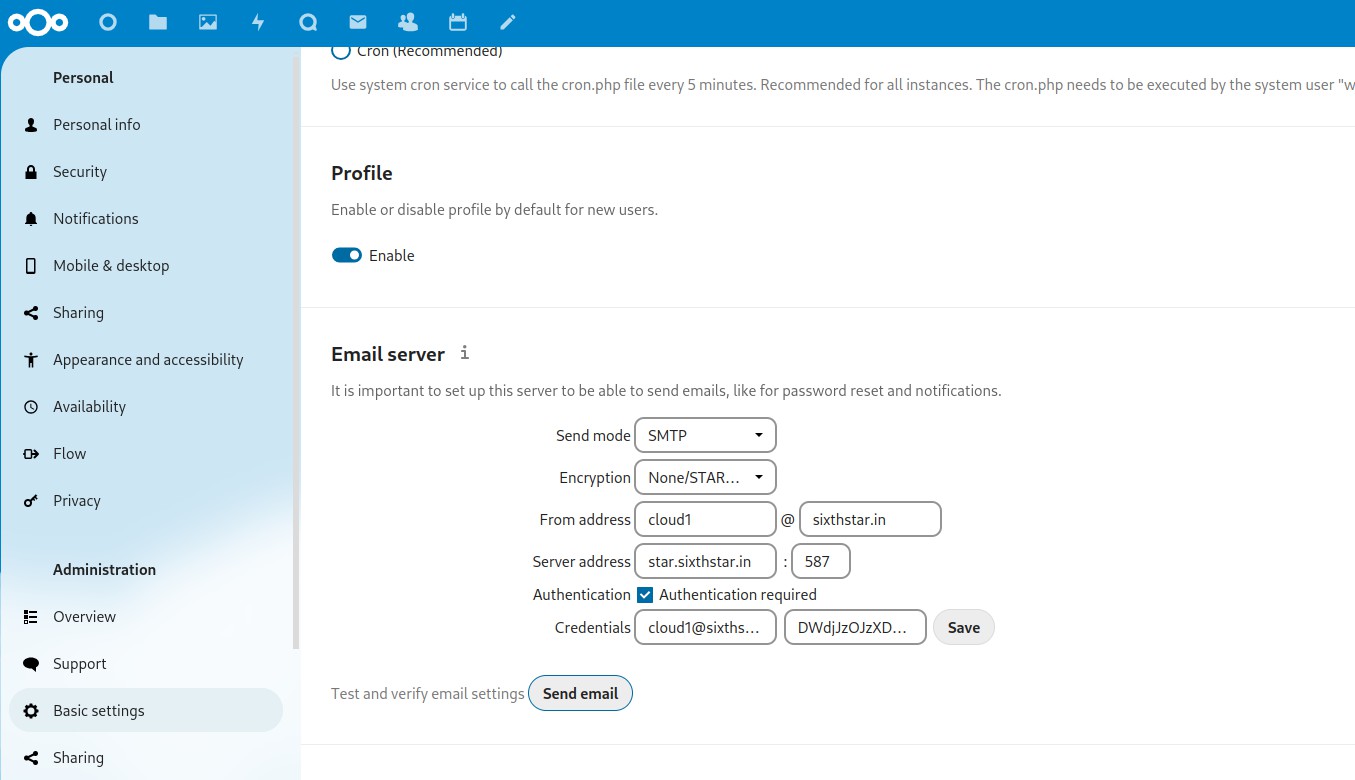 Personal
Personal info
Security
Notifications
Mobile & desktop
Sharing
Appearance and accessibility
Availability
Flow
Privacy
Administration
Overview
Support
Basic settings
Sharing
Cron (Recommended)
Use system cron service to call the cron.php file every 5 minutes. Recommended for all instances. The cron.php needs to be executed by the system user "w
Profile
Enable or disable profile by default for new users.
Enable
Email server i
It is important to set up this server to be able to send emails, like for password reset and notifications.
Send mode SMTP
Encryption None/STAR...
From address cloud1 @ sixthstar.in
Server address star.sixthstar.in : 587
Authentication Authentication required
Credentials cloud1@sixths... DWdjJzOJzXD... Save
Test and verify email settings Send email